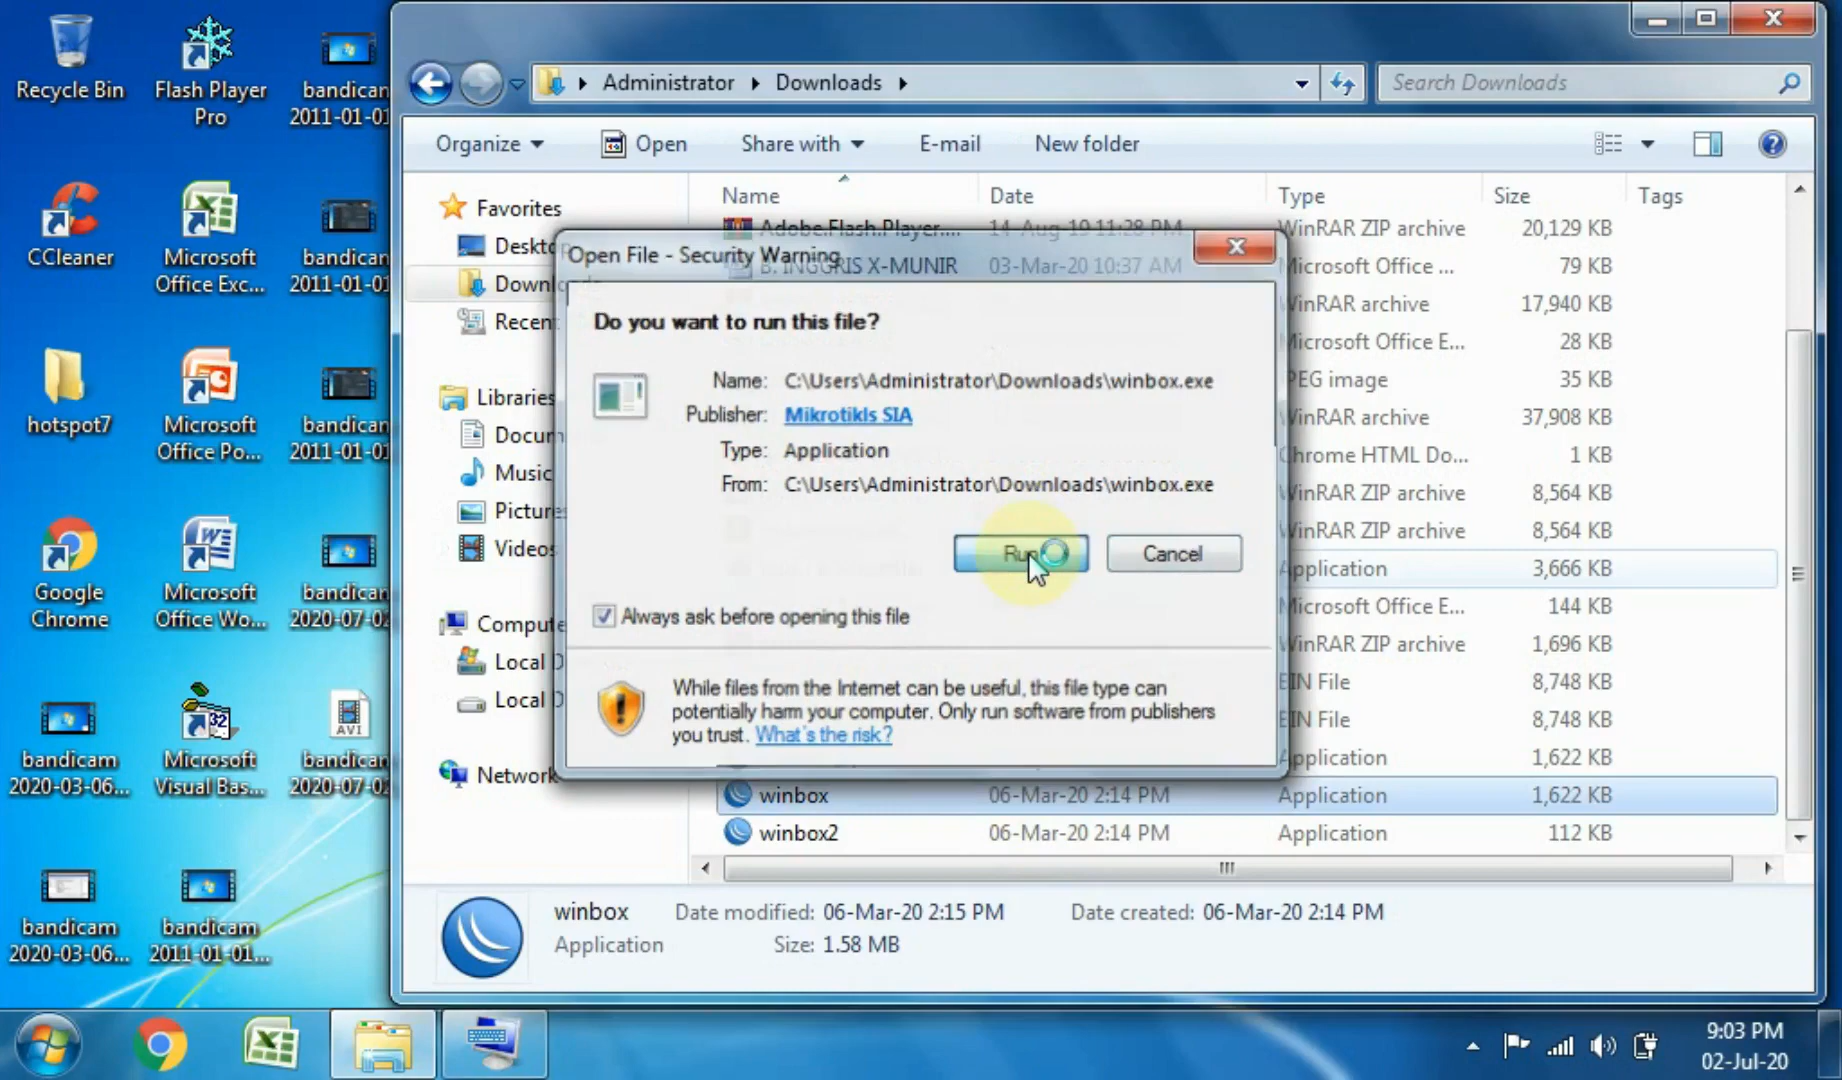 Recycle Bin
Flash Player
Pro
bandicam
2011-01-01
CCleaner
Microsoft
Office Exc...
bandicam
2011-01-01
hotspot7
Microsoft
Office Po...
bandicam
2011-01-01
Google
Chrome
Microsoft
Office Wo...
bandicam
2020-07-02
bandicam
2020-03-06...
Microsoft
Visual Bas...
AVI
bandicam
2020-07-02
bandicam
2020-03-06...
bandicam
2011-01-01...
Administrator Downloads
Search Downloads
Organize Open Share with E-mail New folder
Favorites
Desktop
Downloads
Recent
Libraries
Docum
Music
Pictures
Videos
Compute
Local D
Local D
Network
Name Date Type Size Tags
Adobe.Flash.Player.... 14-Aug-19 11:28 PM WinRAR ZIP archive 20,129 KB
B. INGGRIS X-MUNIR 03-Mar-20 10:37 AM Microsoft Office ... 79 KB
WinRAR archive 17,940 KB
Microsoft Office E... 28 KB
JPEG image 35 KB
WinRAR archive 37,908 KB
Chrome HTML Do... 1 KB
WinRAR ZIP archive 8,564 KB
WinRAR ZIP archive 8,564 KB
Application 3,666 KB
Microsoft Office E... 144 KB
WinRAR ZIP archive 1,696 KB
BIN File 8,748 KB
BIN File 8,748 KB
Application 1,622 KB
winbox 06-Mar-20 2:14 PM Application 1,622 KB
winbox2 06-Mar-20 2:14 PM Application 112 KB
Open File - Security Warning
Do you want to run this file?
Name: C:\Users\Administrator\Downloads\winbox.exe
Publisher: Mikrotikls SIA
Type: Application
From: C:\Users\Administrator\Downloads\winbox.exe
Run Cancel
Always ask before opening this file
While files from the Internet can be useful, this file type can
potentially harm your computer. Only run software from publishers
you trust. What's the risk?
winbox Date modified: 06-Mar-20 2:15 PM Date created: 06-Mar-20 2:14 PM
Application Size: 1.58 MB
9:03 PM
02-Jul-20